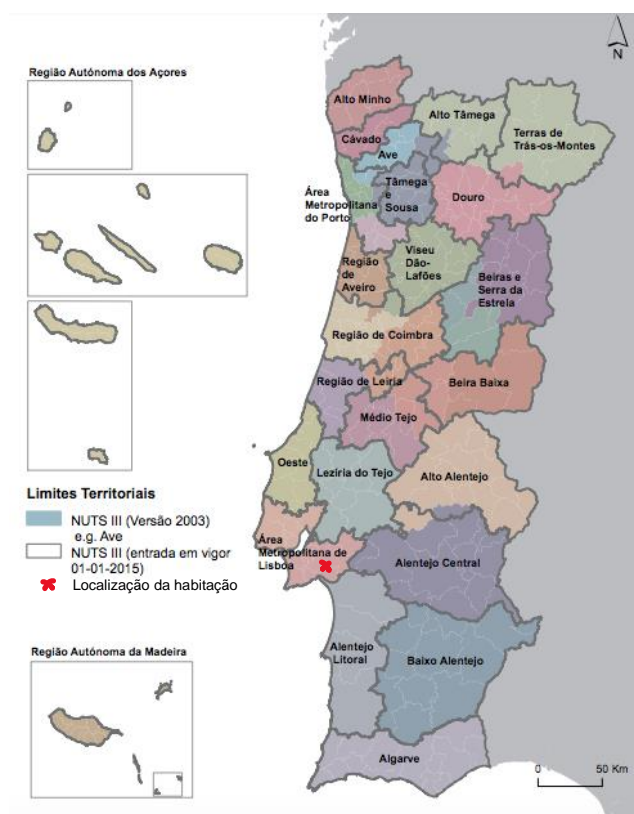 N
Região Autónoma dos Açores
Alto Minho
Alto Tâmega
Terras de
Trás-os-Montes
Cávado
Ave
Tâmega
e
Sousa
Douro
Área
Metropolitana
do Porto
Viseu
Dão-
Lafões
Região
de
Aveiro
Beiras e
Serra da
Estrela
Região de Coimbra
Região de Leiria
Beira Baixa
Médio Tejo
Oeste
Lezíria do Tejo
Alto Alentejo
Limites Territoriais
NUTS III (Versão 2003)
e.g. Ave
NUTS III (entrada em vigor
01-01-2015)
Localização da habitação
Área
Metropolitana de
Lisboa
Alentejo Central
Região Autónoma da Madeira
Alentejo
Litoral
Baixo Alentejo
Algarve
0 50 Km